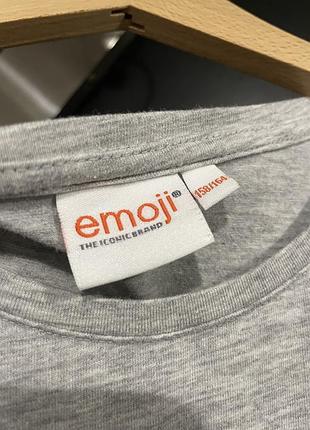 emoji®
THE ICONIC BRAND
158/164